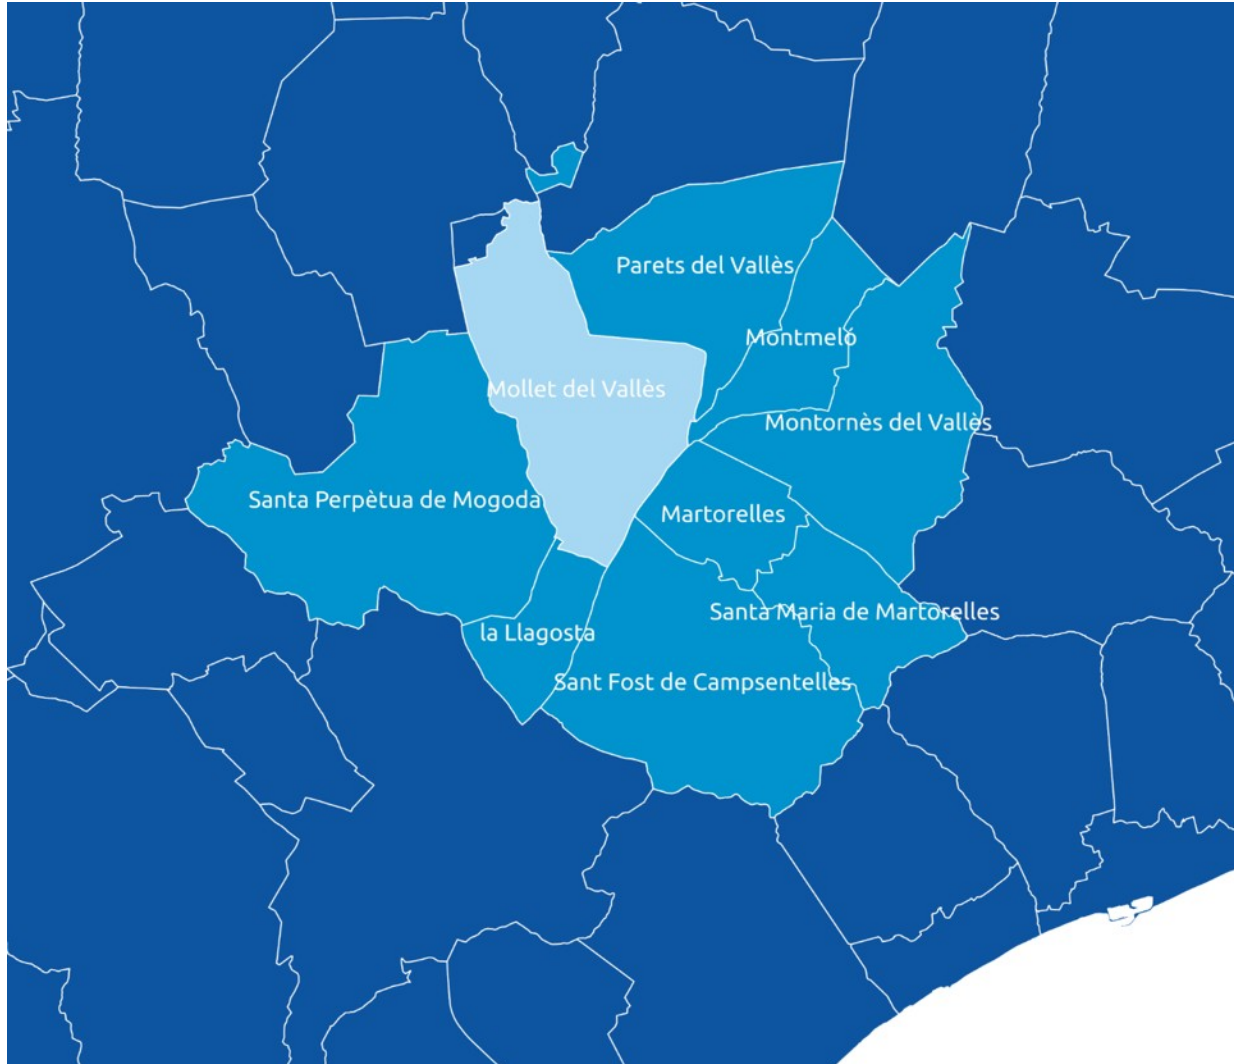 Parets del Vallès
Montmeló
Mollet del Vallès
Montornès del Vallès
Santa Perpètua de Mogoda
Martorelles
Santa Maria de Martorelles
la Llagosta
Sant Fost de Campsentelles